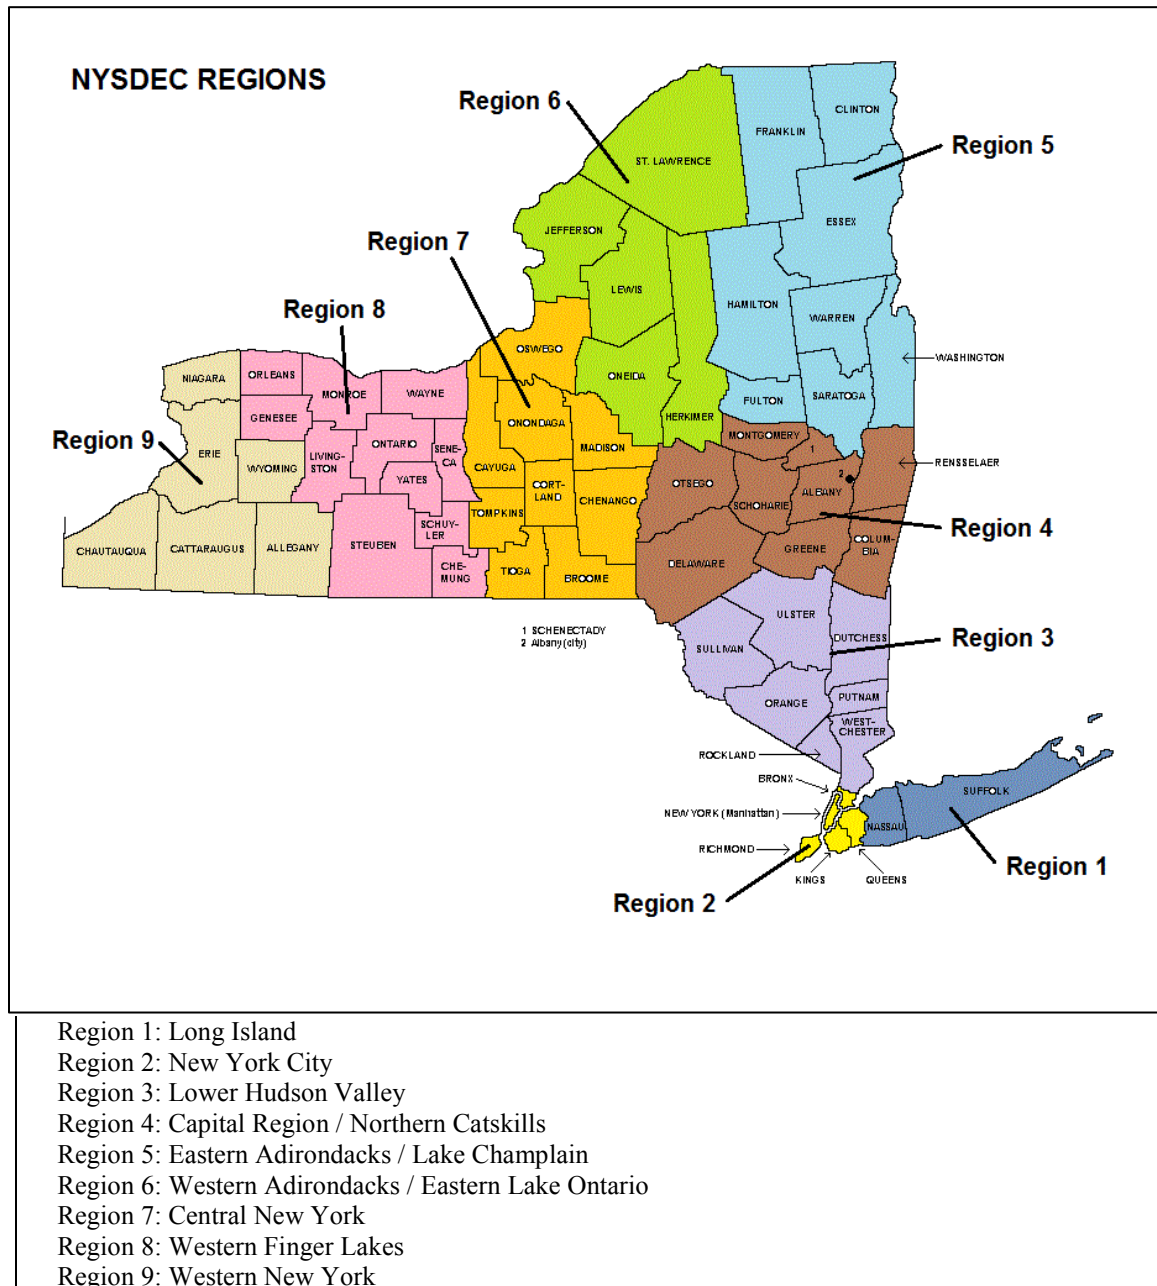 NYSDEC REGIONS
Region 6
CLINTON
FRANKLIN
Region 5
ST. LAWRENCE
ESSEX
JEFFERSON
Region 7
LEWIS
HAMILTON
Region 8
WARREN
OSWEGO
WASHINGTON
NIAGARA
ORLEANS
MONROE
WAYNE
ONEIDA
FULTON
SARATOGA
GENESEE
HERKIMER
ONONDAGA
MONTGOMERY
Region 9
ERIE
WYOMING
LIVING-
STON
ONTARIO
SENE-
CA
MADISON
1
RENSSELAER
CAYUGA
YATES
CORT-
LAND
CHENANGO
OTSEGO
SCHOHARIE
ALBANY
2
TOMPKINS
SCHUY-
LER
Region 4
CHAUTAUQUA
CATTARAUGUS
ALLEGANY
STEUBEN
CHE-
MUNG
TIOGA
BROOME
DELAWARE
GREENE
COLUM-
BIA
1 SCHENECTADY
2 Albany (city)
ULSTER
DUTCHESS
Region 3
SULLIVAN
ORANGE
PUTNAM
WEST-
CHESTER
ROCKLAND
BRONX
NEW YORK (Manhattan)
SUFFOLK
NASSAU
RICHMOND
KINGS
QUEENS
Region 1
Region 2
Region 1: Long Island
Region 2: New York City
Region 3: Lower Hudson Valley
Region 4: Capital Region / Northern Catskills
Region 5: Eastern Adirondacks / Lake Champlain
Region 6: Western Adirondacks / Eastern Lake Ontario
Region 7: Central New York
Region 8: Western Finger Lakes
Region 9: Western New York